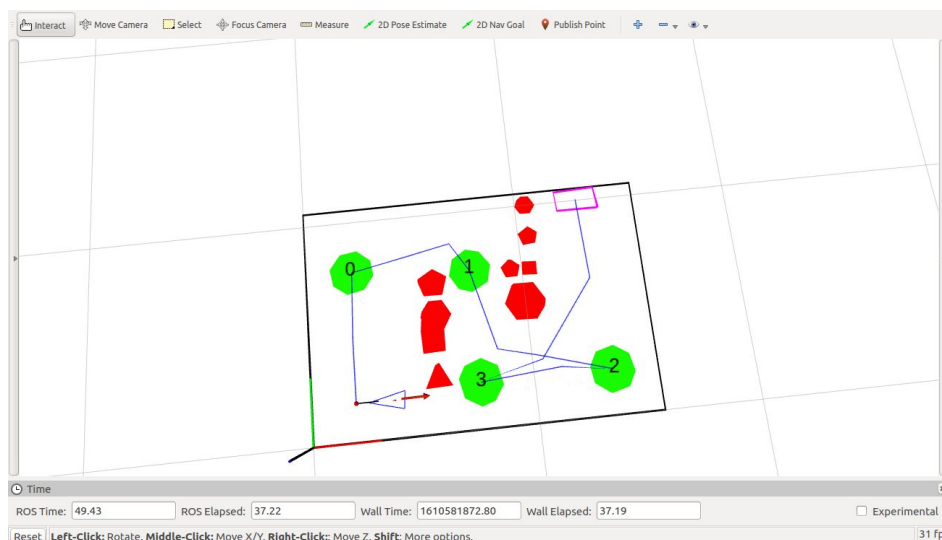 Interact Move Camera Select Focus Camera Measure 2D Pose Estimate 2D Nav Goal Publish Point
0
1
2
3
Time
ROS Time: 49.43 ROS Elapsed: 37.22 Wall Time: 1610581872.80 Wall Elapsed: 37.19 Experimental
Reset Left-Click: Rotate. Middle-Click: Move X/Y. Right-Click:: Move Z. Shift: More options. 31 fp